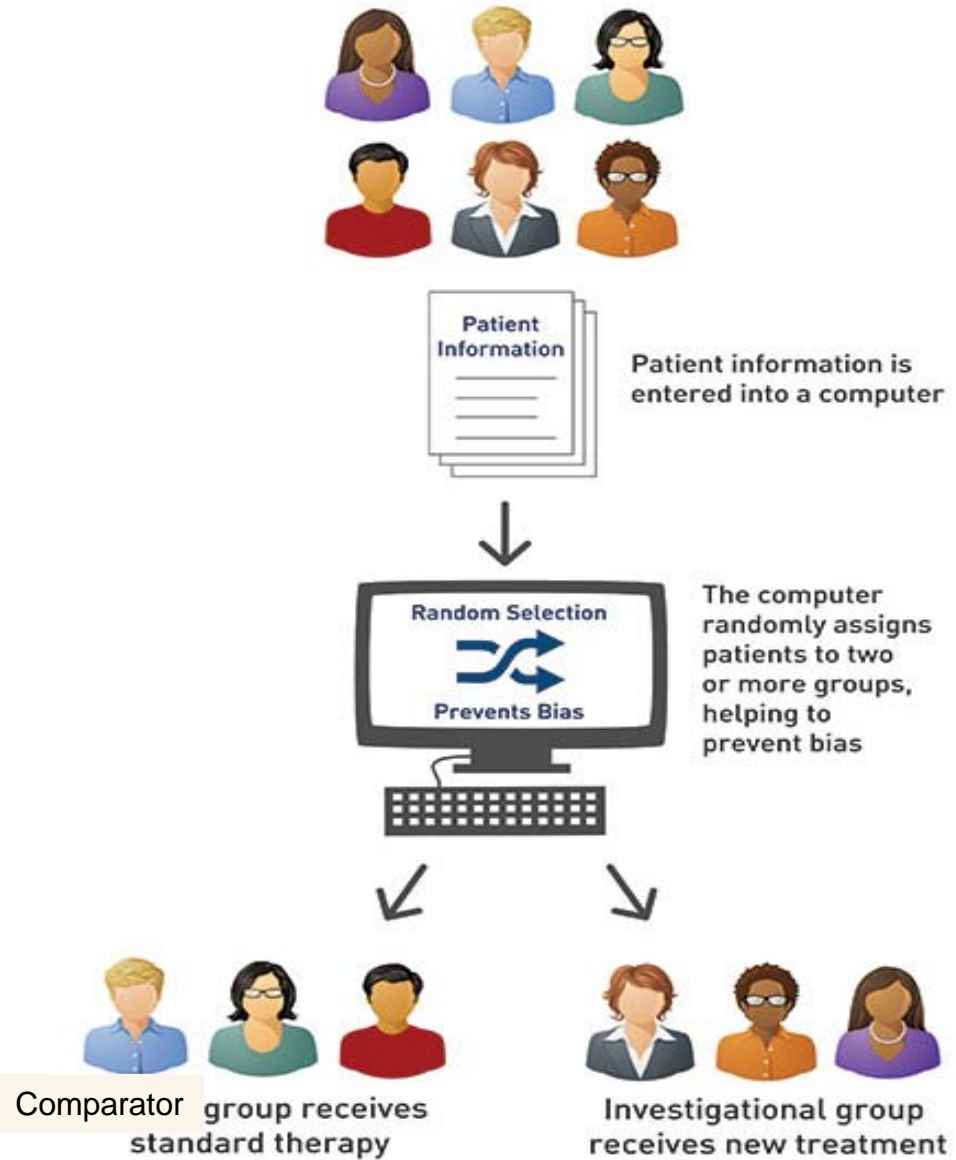 Patient
Information
Patient information is
entered into a computer
Random Selection
Prevents Bias
The computer
randomly assigns
patients to two
or more groups,
helping to
prevent bias
Comparator group receives
standard therapy
Investigational group
receives new treatment